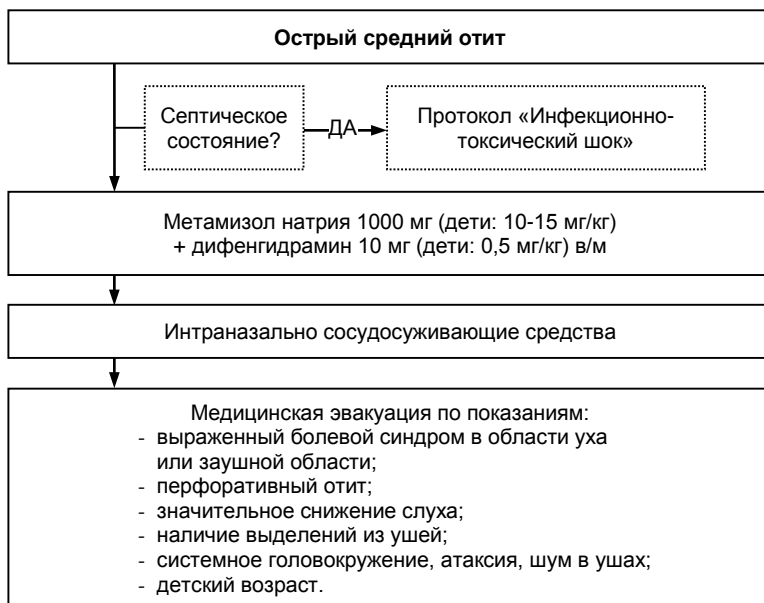 Острый средний отит
Септическое
состояние?
ДА
Протокол «Инфекционно-
токсический шок»
Метамизол натрия 1000 мг (дети: 10-15 мг/кг)
+ дифенгидрамин 10 мг (дети: 0,5 мг/кг) в/м
Интраназально сосудосуживающие средства
Медицинская эвакуация по показаниям:
- выраженный болевой синдром в области уха
или заушной области;
- перфоративный отит;
- значительное снижение слуха;
- наличие выделений из ушей;
- системное головокружение, атаксия, шум в ушах;
- детский возраст.